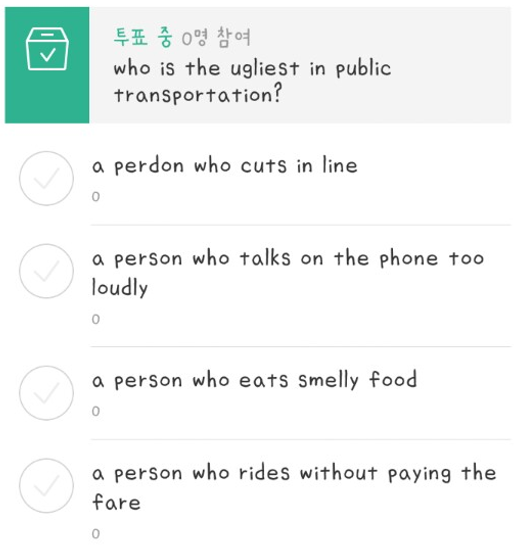 투표 중 0명 참여
who is the ugliest in public
transportation?
a perdon who cuts in line
0
a person who talks on the phone too
loudly
0
a person who eats smelly food
0
a person who rides without paying the
fare
0